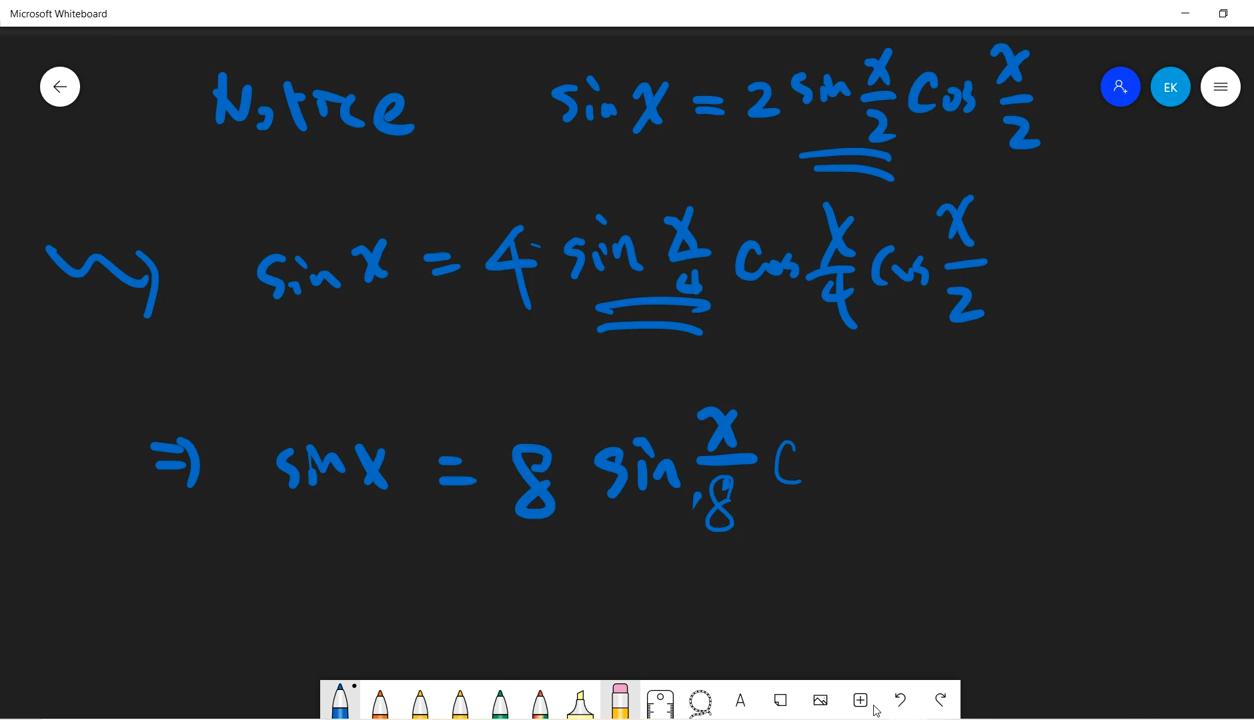 Microsoft Whiteboard
Notice sin x = 2 sin x/2 cos x/2
EK
sin x = 4 sin x/4 cos x/4 cos x/2
⇒ sin x = 8 sin x/8 C
A